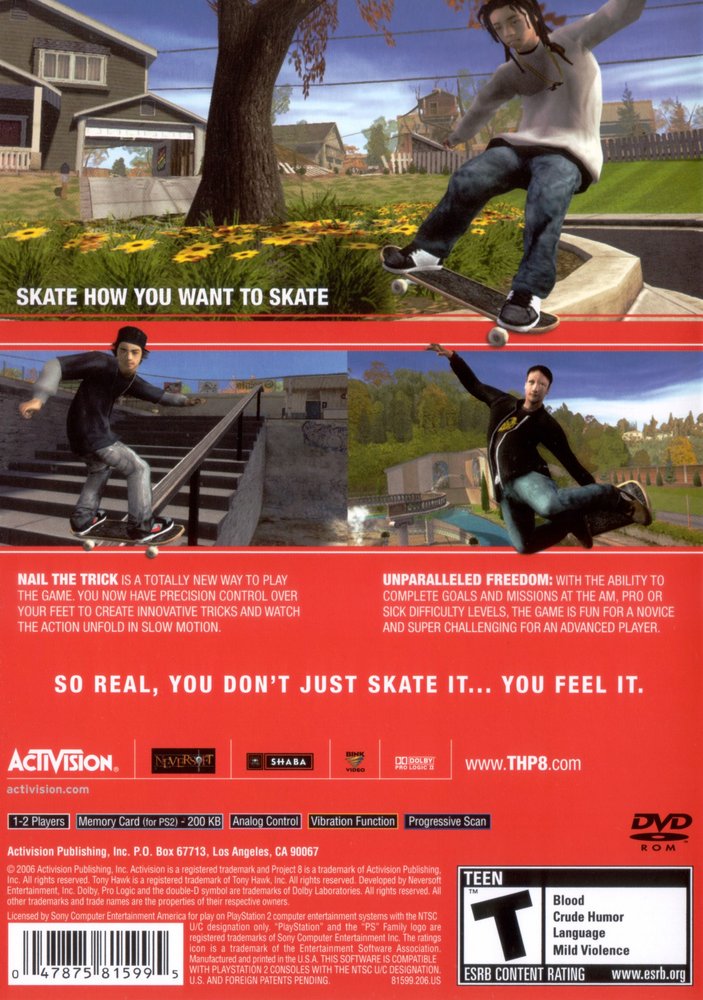 SKATE HOW YOU WANT TO SKATE
NAIL THE TRICK IS A TOTALLY NEW WAY TO PLAY
THE GAME. YOU NOW HAVE PRECISION CONTROL OVER
YOUR FEET TO CREATE INNOVATIVE TRICKS AND WATCH
THE ACTION UNFOLD IN SLOW MOTION.
UNPARALLELED FREEDOM: WITH THE ABILITY TO
COMPLETE GOALS AND MISSIONS AT THE AM, PRO OR
SICK DIFFICULTY LEVELS, THE GAME IS FUN FOR A NOVICE
AND SUPER CHALLENGING FOR AN ADVANCED PLAYER.
SO REAL, YOU DON'T JUST SKATE IT... YOU FEEL IT.
ACTIVISION®
activision.com
NEVERSOFT
SHABA
BINK
VIDEO
DOLBY
PRO LOGIC II
www.THP8.com
1-2 Players
Memory Card (for PS2) - 200 KB
Analog Control
Vibration Function
Progressive Scan
DVD
ROM
Activision Publishing, Inc. P.O. Box 67713, Los Angeles, CA 90067
© 2006 Activision Publishing, Inc. Activision is a registered trademark and Project 8 is a trademark of Activision Publishing,
Inc. All rights reserved. Tony Hawk is a registered trademark of Tony Hawk, Inc. All rights reserved. Developed by Neversoft
Entertainment, Inc. Dolby, Pro Logic and the double-D symbol are trademarks of Dolby Laboratories. All rights reserved. All
other trademarks and trade names are the properties of their respective owners.
Licensed by Sony Computer Entertainment America for play on PlayStation 2 computer entertainment systems with the NTSC
U/C designation only. "PlayStation" and the "PS" Family logo are
registered trademarks of Sony Computer Entertainment Inc. The ratings
icon is a trademark of the Entertainment Software Association.
Manufactured and printed in the U.S.A. THIS SOFTWARE IS COMPATIBLE
WITH PLAYSTATION 2 CONSOLES WITH THE NTSC U/C DESIGNATION.
U.S. AND FOREIGN PATENTS PENDING.
81599.206.US
0 47875 81599 5
TEEN
T
TM
Blood
Crude Humor
Language
Mild Violence
ESRB CONTENT RATING
www.esrb.org